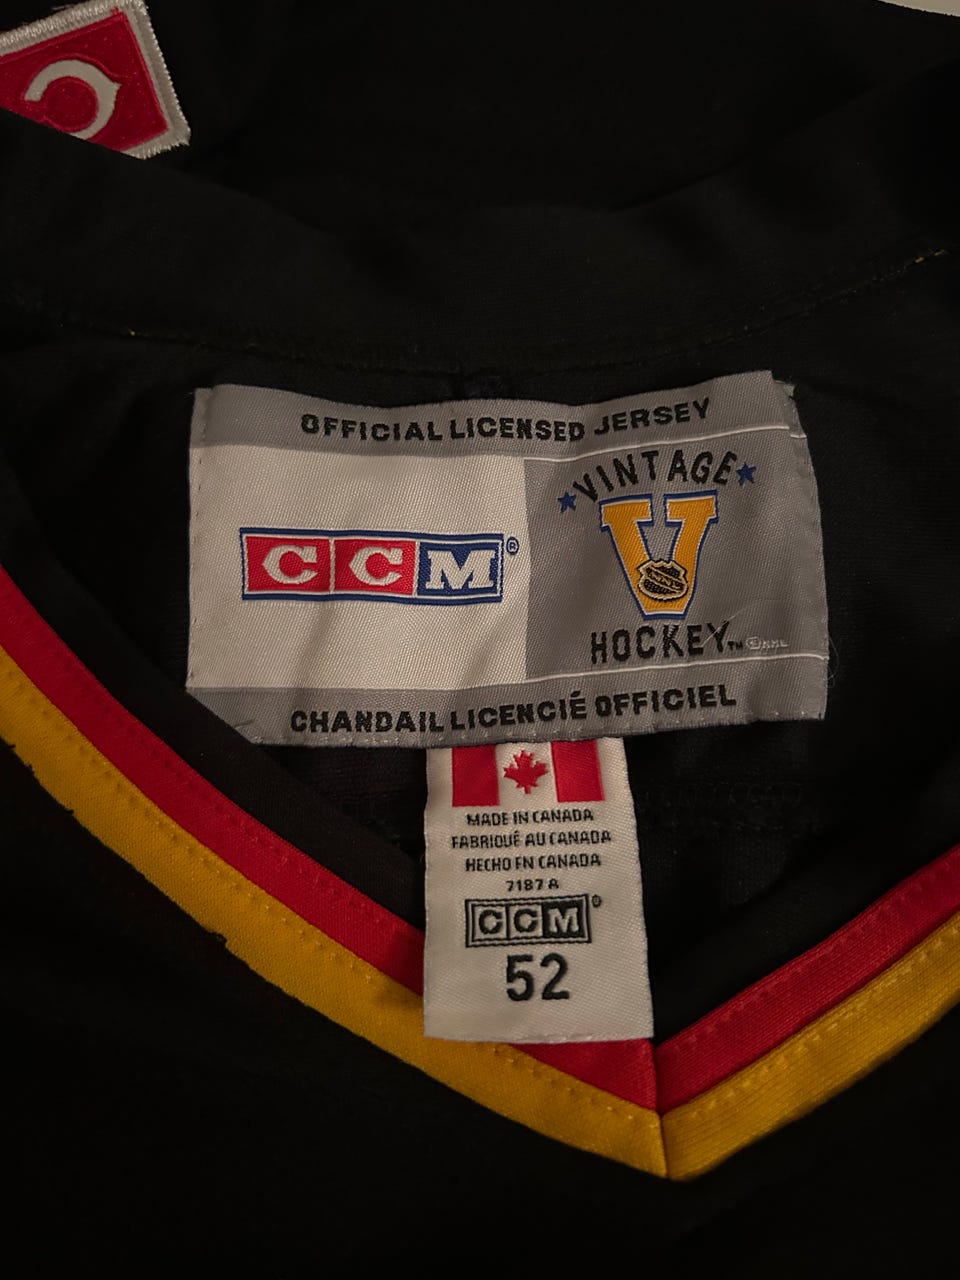 C
OFFICIAL LICENSED JERSEY
CCM®
VINTAGE
V
HOCKEY™
CHANDAIL LICENCIÉ OFFICIEL
MADE IN CANADA
FABRIQUÉ AU CANADA
HECHO EN CANADA
7187 A
CCM®
52